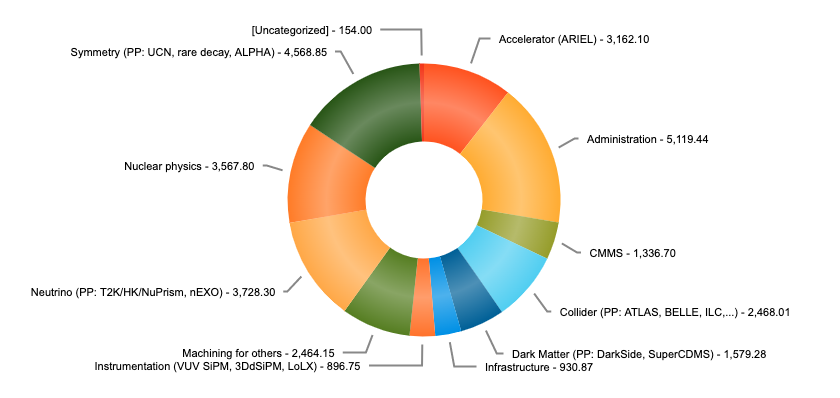 [Uncategorized] - 154.00
Accelerator (ARIEL) - 3,162.10
Symmetry (PP: UCN, rare decay, ALPHA) - 4,568.85
Administration - 5,119.44
Nuclear physics - 3,567.80
CMMS - 1,336.70
Neutrino (PP: T2K/HK/NuPrism, nEXO) - 3,728.30
Collider (PP: ATLAS, BELLE, ILC,...) - 2,468.01
Machining for others - 2,464.15
Dark Matter (PP: DarkSide, SuperCDMS) - 1,579.28
Instrumentation (VUV SiPM, 3DdSiPM, LoLX) - 896.75
Infrastructure - 930.87